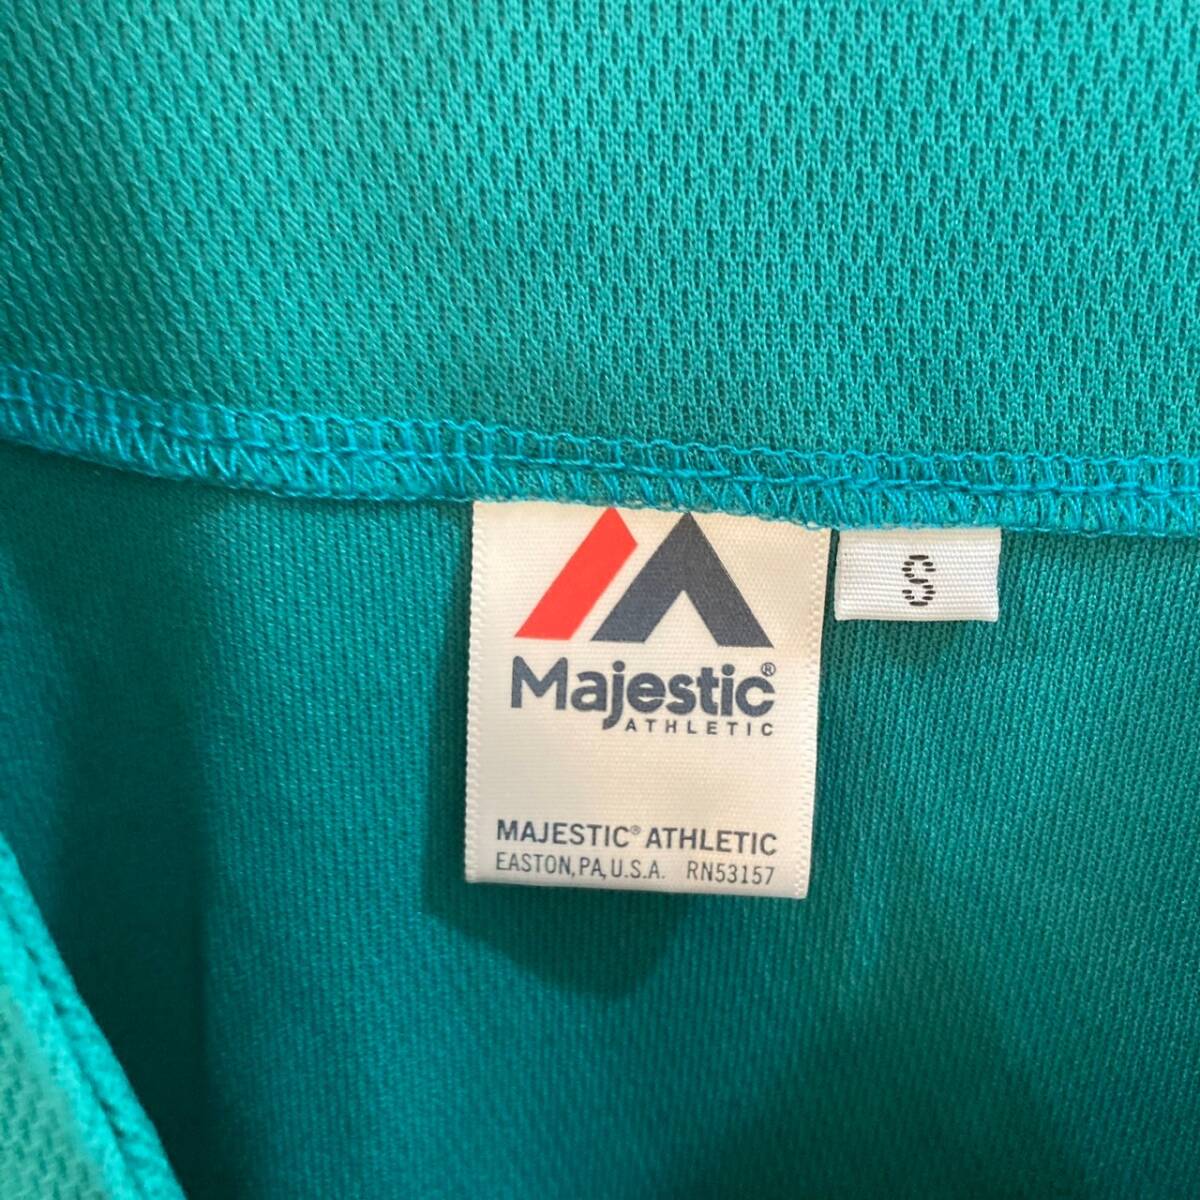 Majestic®
ATHLETIC
S
MAJESTIC® ATHLETIC
EASTON, PA, U.S.A. RN53157